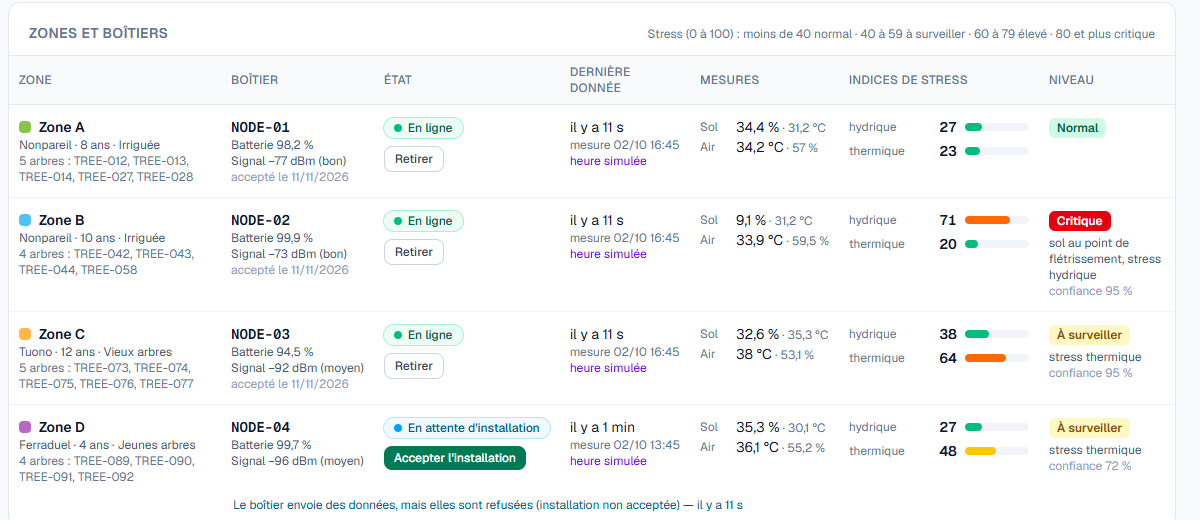 ZONES ET BOÎTIERS
Stress (0 à 100) : moins de 40 normal · 40 à 59 à surveiller · 60 à 79 élevé · 80 et plus critique
ZONE BOÎTIER ÉTAT DERNIÈRE DONNÉE MESURES INDICES DE STRESS NIVEAU
Zone A
Nonpareil · 8 ans · Irriguée
5 arbres : TREE-012, TREE-013,
TREE-014, TREE-027, TREE-028
NODE-01
Batterie 98,2 %
Signal −77 dBm (bon)
accepté le 11/11/2026
En ligne
Retirer
il y a 11 s
mesure 02/10 16:45
heure simulée
Sol 34,4 % · 31,2 °C
Air 34,2 °C · 57 %
hydrique 27
thermique 23
Normal
Zone B
Nonpareil · 10 ans · Irriguée
4 arbres : TREE-042, TREE-043,
TREE-044, TREE-058
NODE-02
Batterie 99,9 %
Signal −73 dBm (bon)
accepté le 11/11/2026
En ligne
Retirer
il y a 11 s
mesure 02/10 16:45
heure simulée
Sol 9,1 % · 31,2 °C
Air 33,9 °C · 59,5 %
hydrique 71
thermique 20
Critique
sol au point de
flétrissement, stress
hydrique
confiance 95 %
Zone C
Tuono · 12 ans · Vieux arbres
5 arbres : TREE-073, TREE-074,
TREE-075, TREE-076, TREE-077
NODE-03
Batterie 94,5 %
Signal −92 dBm (moyen)
accepté le 11/11/2026
En ligne
Retirer
il y a 11 s
mesure 02/10 16:45
heure simulée
Sol 32,6 % · 35,3 °C
Air 38 °C · 53,1 %
hydrique 38
thermique 64
À surveiller
stress thermique
confiance 95 %
Zone D
Ferraduel · 4 ans · Jeunes arbres
4 arbres : TREE-089, TREE-090,
TREE-091, TREE-092
NODE-04
Batterie 99,7 %
Signal −96 dBm (moyen)
En attente d'installation
Accepter l'installation
il y a 1 min
mesure 02/10 13:45
heure simulée
Sol 35,3 % · 30,1 °C
Air 36,1 °C · 55,2 %
hydrique 27
thermique 48
À surveiller
stress thermique
confiance 72 %
Le boîtier envoie des données, mais elles sont refusées (installation non acceptée) — il y a 11 s